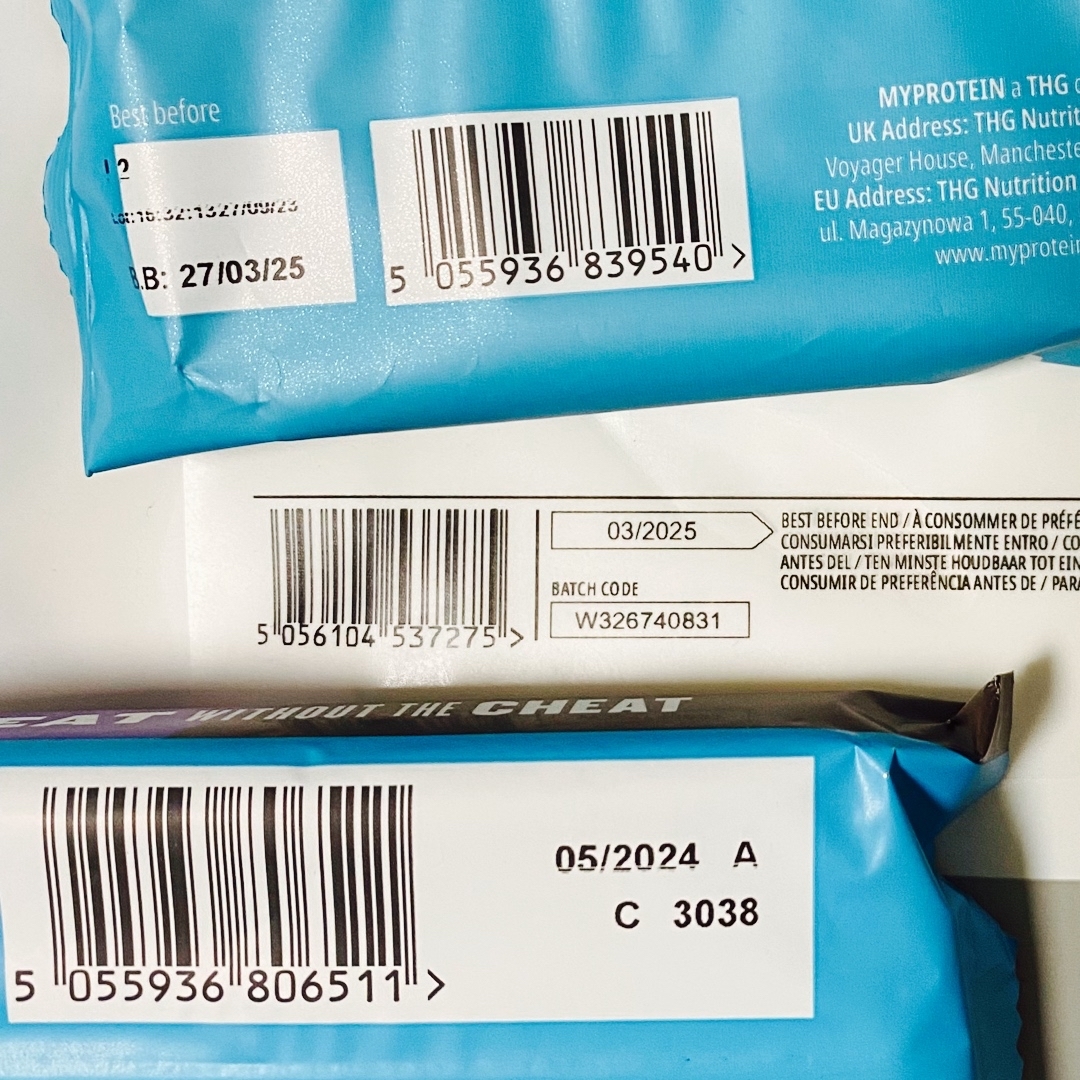 Best before
MYPROTEIN a THG
UK Address: THG Nutrit
Voyager House, Mancheste
EU Address: THG Nutrition
ul. Magazynowa 1, 55-040,
www.myprotein
2
B.B: 27/03/25
5 055936 839540 >
03/2025
BEST BEFORE END / À CONSOMMER DE PRÉFÉ
CONSUMARSI PREFERIBILMENTE ENTRO / CO
ANTES DEL / TEN MINSTE HOUDBAAR TOT EIN
CONSUMIR DE PREFERÊNCIA ANTES DE / PARA
BATCH CODE
W326740831
5 056104 537275 >
EAT WITHOUT THE CHEAT
05/2024 A
C 3038
5 055936 806511 >